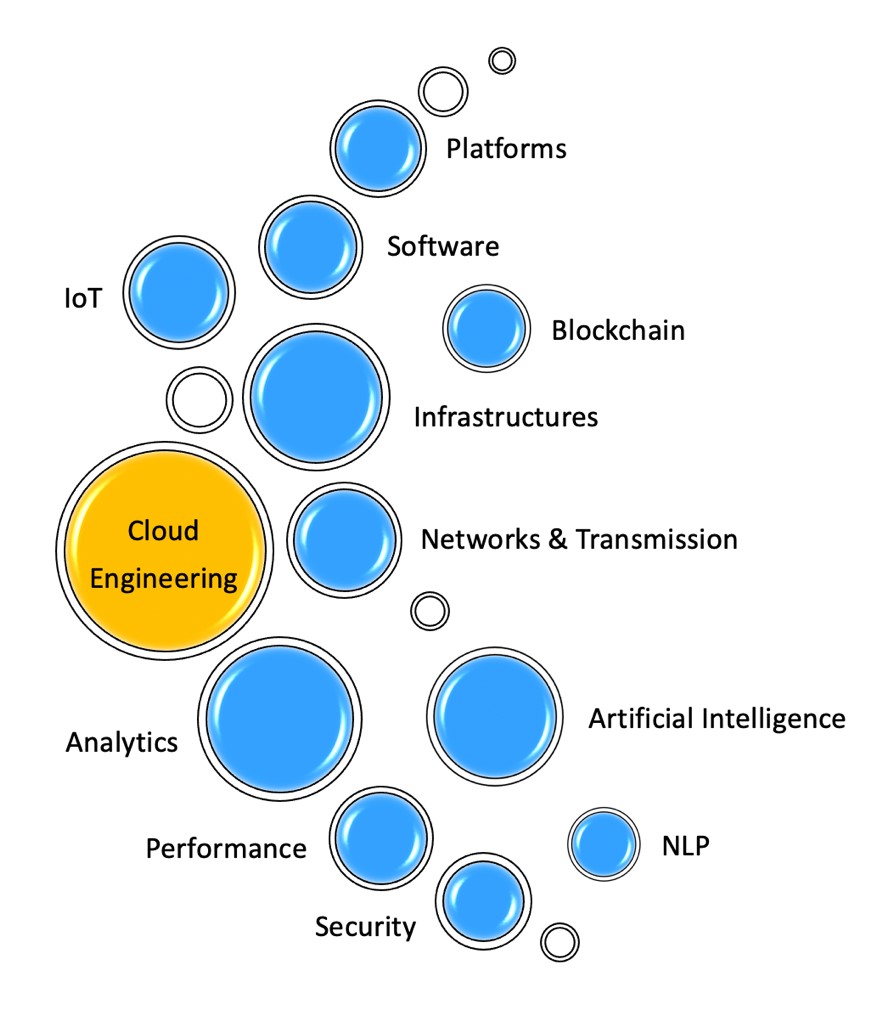 Platforms
Software
IoT
Blockchain
Infrastructures
Cloud
Engineering
Networks & Transmission
Artificial Intelligence
Analytics
Performance
NLP
Security